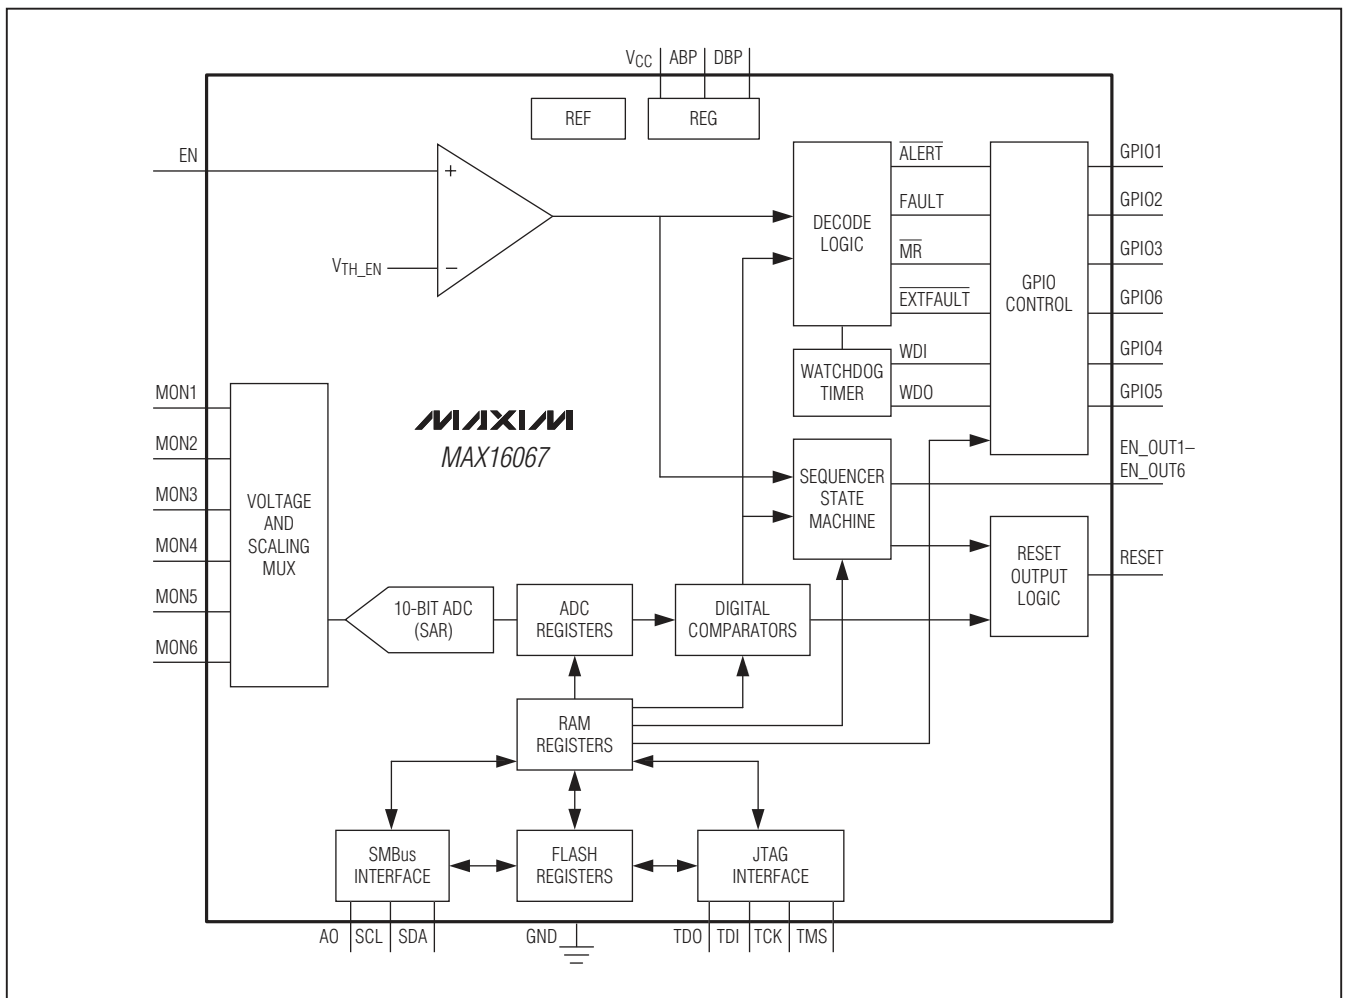 VCC ABP DBP
REF
REG
EN
+
VTH_EN
−
DECODE
LOGIC
ALERT
FAULT
MR
EXTFAULT
WATCHDOG
TIMER
WDI
WDO
GPIO
CONTROL
GPIO1
GPIO2
GPIO3
GPIO6
GPIO4
GPIO5
EN_OUT1–
EN_OUT6
MON1
MON2
MON3
MON4
MON5
MON6
VOLTAGE
AND
SCALING
MUX
MAXIM
MAX16067
SEQUENCER
STATE
MACHINE
RESET
OUTPUT
LOGIC
RESET
10-BIT ADC
(SAR)
ADC
REGISTERS
DIGITAL
COMPARATORS
RAM
REGISTERS
SMBus
INTERFACE
FLASH
REGISTERS
JTAG
INTERFACE
AO SCL SDA
GND
TDO TDI TCK TMS